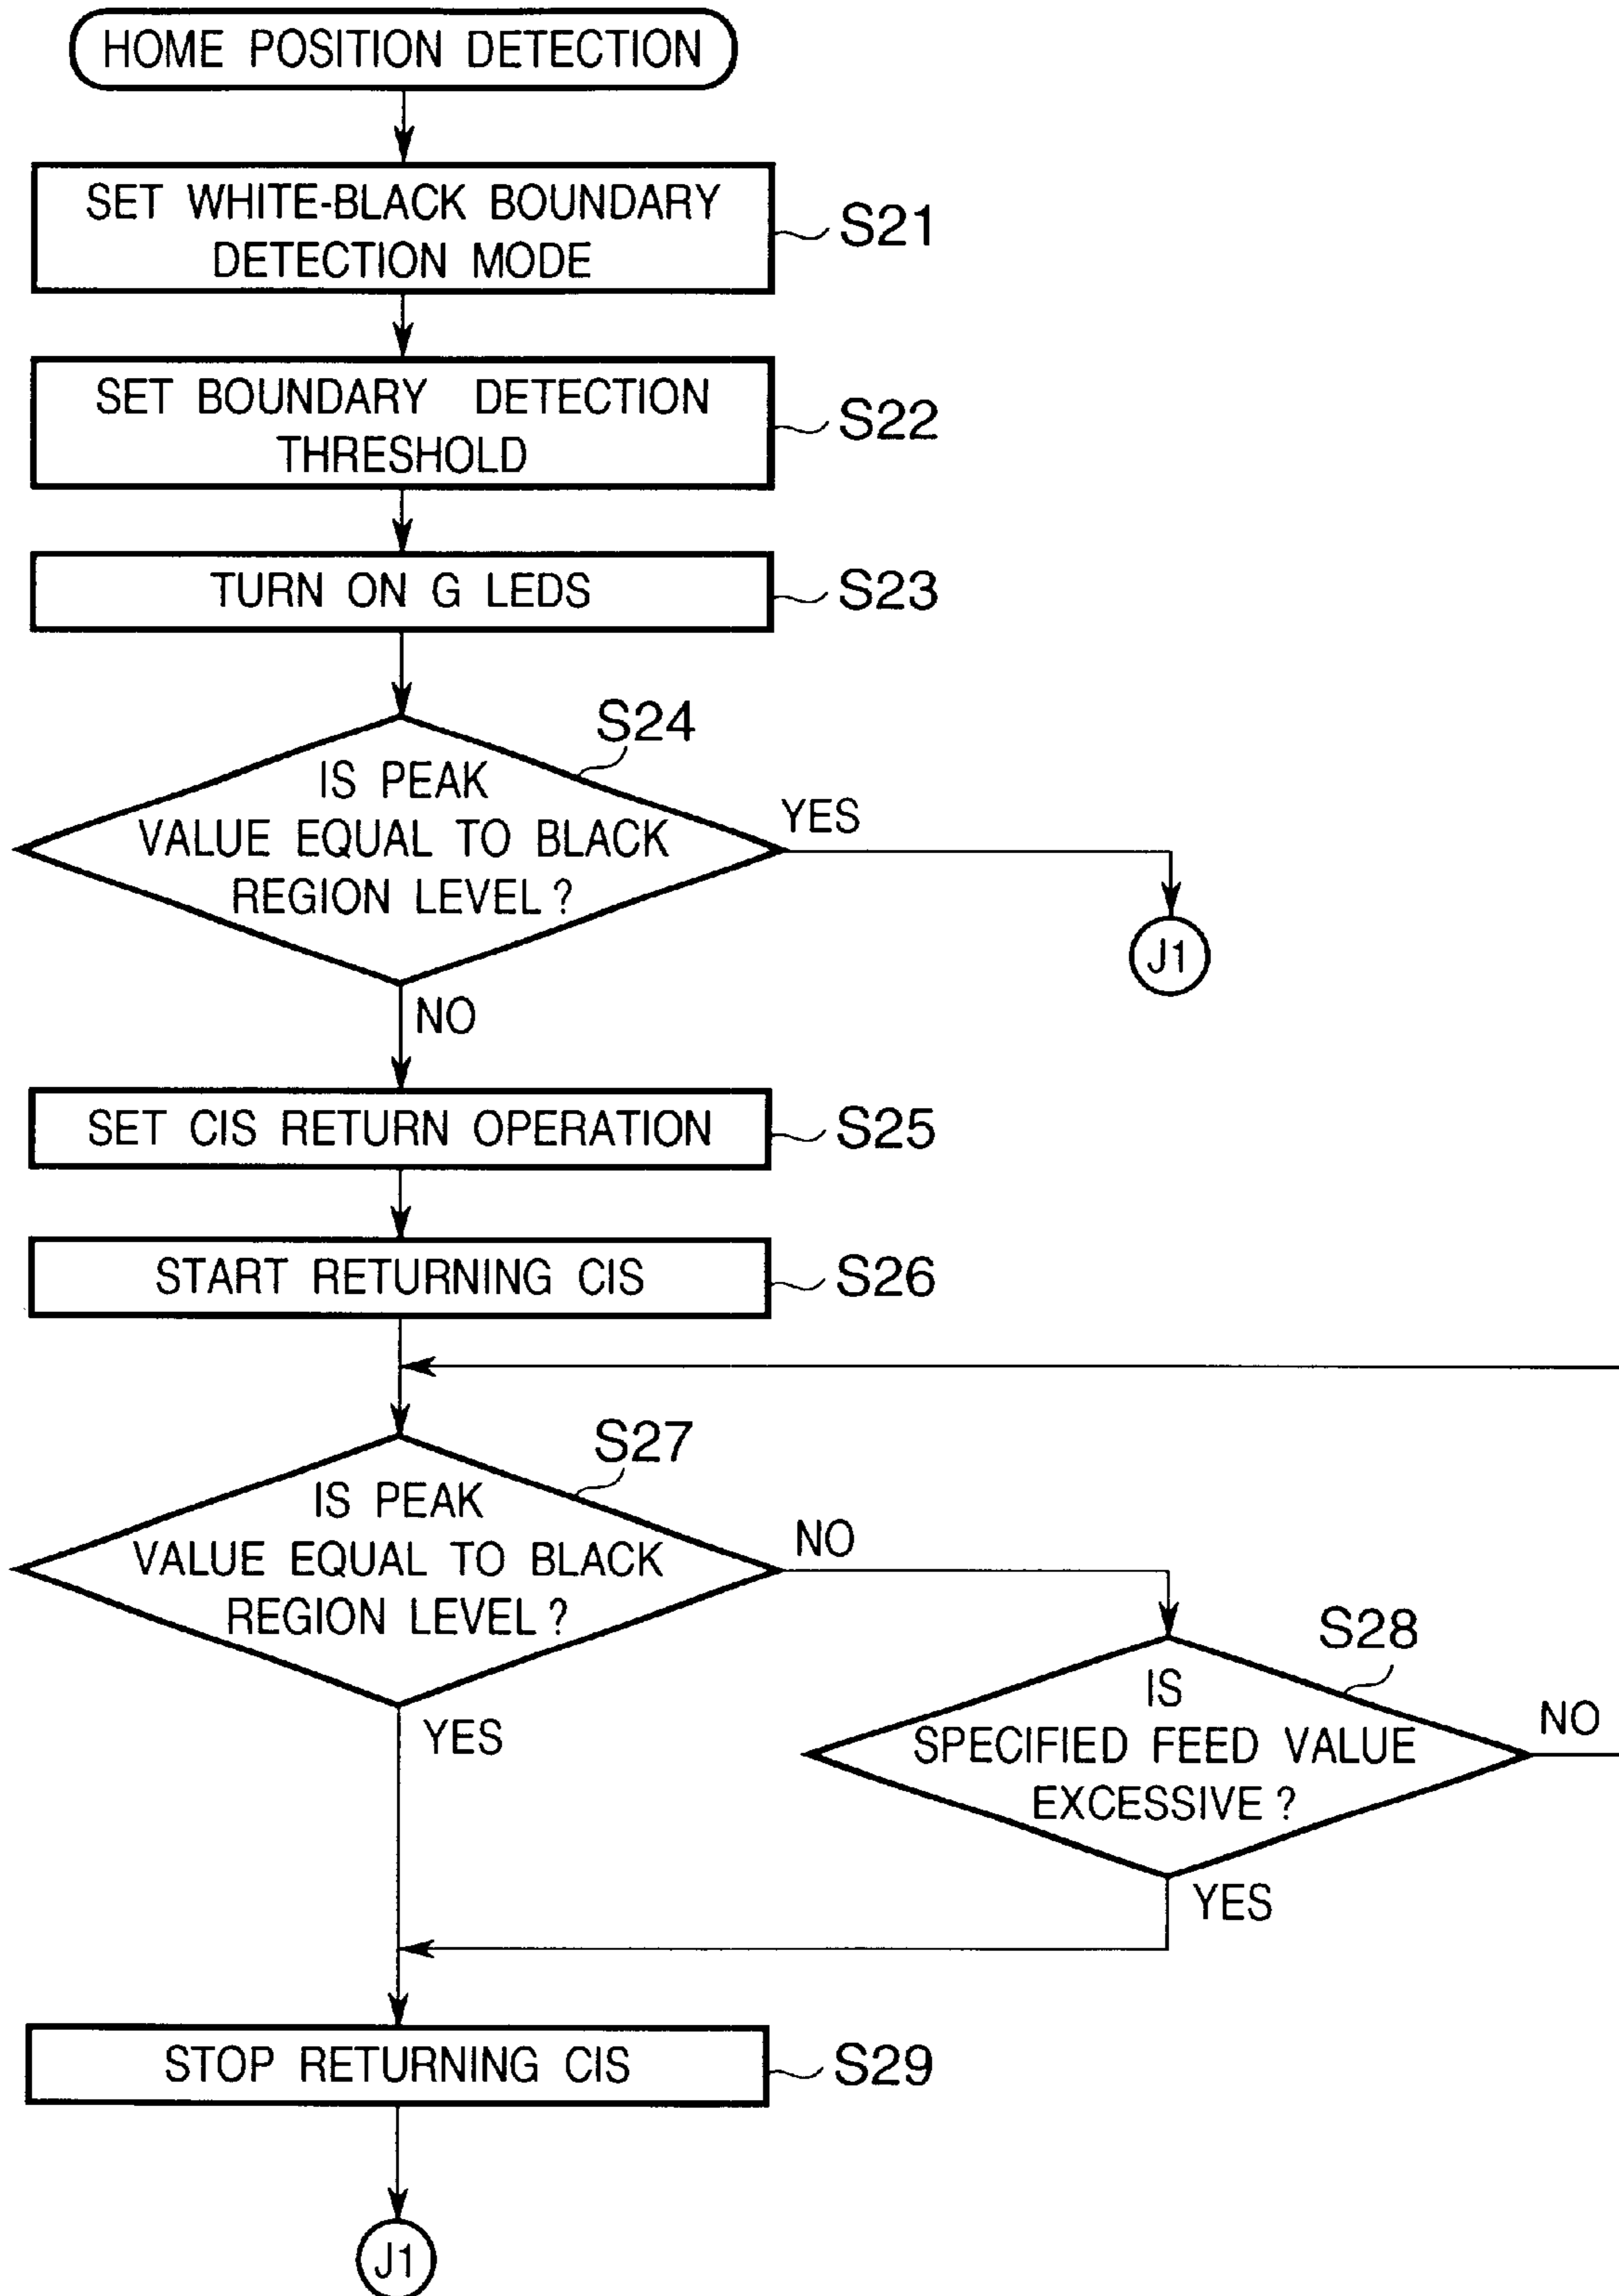 HOME POSITION DETECTION
SET WHITE-BLACK BOUNDARY
DETECTION MODE
S21
SET BOUNDARY DETECTION
THRESHOLD
S22
TURN ON G LEDS
S23
S24
IS PEAK
VALUE EQUAL TO BLACK
REGION LEVEL?
YES
J1
NO
SET CIS RETURN OPERATION
S25
START RETURNING CIS
S26
S27
IS PEAK
VALUE EQUAL TO BLACK
REGION LEVEL?
NO
YES
S28
IS
SPECIFIED FEED VALUE
EXCESSIVE?
NO
YES
STOP RETURNING CIS
S29
J1